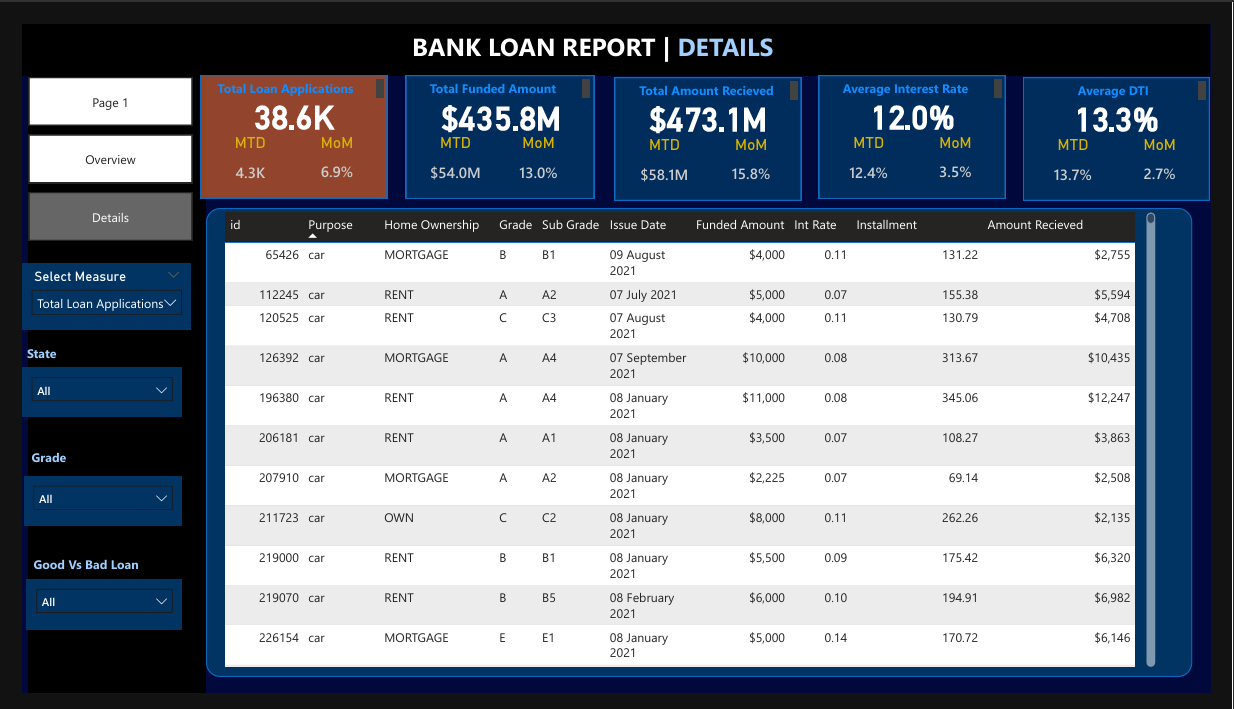 BANK LOAN REPORT | DETAILS
Page 1
Overview
Details
Total Loan Applications
38.6K
MTD MoM
4.3K 6.9%
Total Funded Amount
$435.8M
MTD MoM
$54.0M 13.0%
Total Amount Recieved
$473.1M
MTD MoM
$58.1M 15.8%
Average Interest Rate
12.0%
MTD MoM
12.4% 3.5%
Average DTI
13.3%
MTD MoM
13.7% 2.7%
Select Measure
Total Loan Applications
State
All
Grade
All
Good Vs Bad Loan
All
id Purpose Home Ownership Grade Sub Grade Issue Date Funded Amount Int Rate Installment Amount Recieved
65426 car MORTGAGE B B1 09 August $4,000 0.11 131.22 $2,755
2021
112245 car RENT A A2 07 July 2021 $5,000 0.07 155.38 $5,594
120525 car RENT C C3 07 August $4,000 0.11 130.79 $4,708
2021
126392 car MORTGAGE A A4 07 September $10,000 0.08 313.67 $10,435
2021
196380 car RENT A A4 08 January $11,000 0.08 345.06 $12,247
2021
206181 car RENT A A1 08 January $3,500 0.07 108.27 $3,863
2021
207910 car MORTGAGE A A2 08 January $2,225 0.07 69.14 $2,508
2021
211723 car OWN C C2 08 January $8,000 0.11 262.26 $2,135
2021
219000 car RENT B B1 08 January $5,500 0.09 175.42 $6,320
2021
219070 car RENT B B5 08 February $6,000 0.10 194.91 $6,982
2021
226154 car MORTGAGE E E1 08 January $5,000 0.14 170.72 $6,146
2021